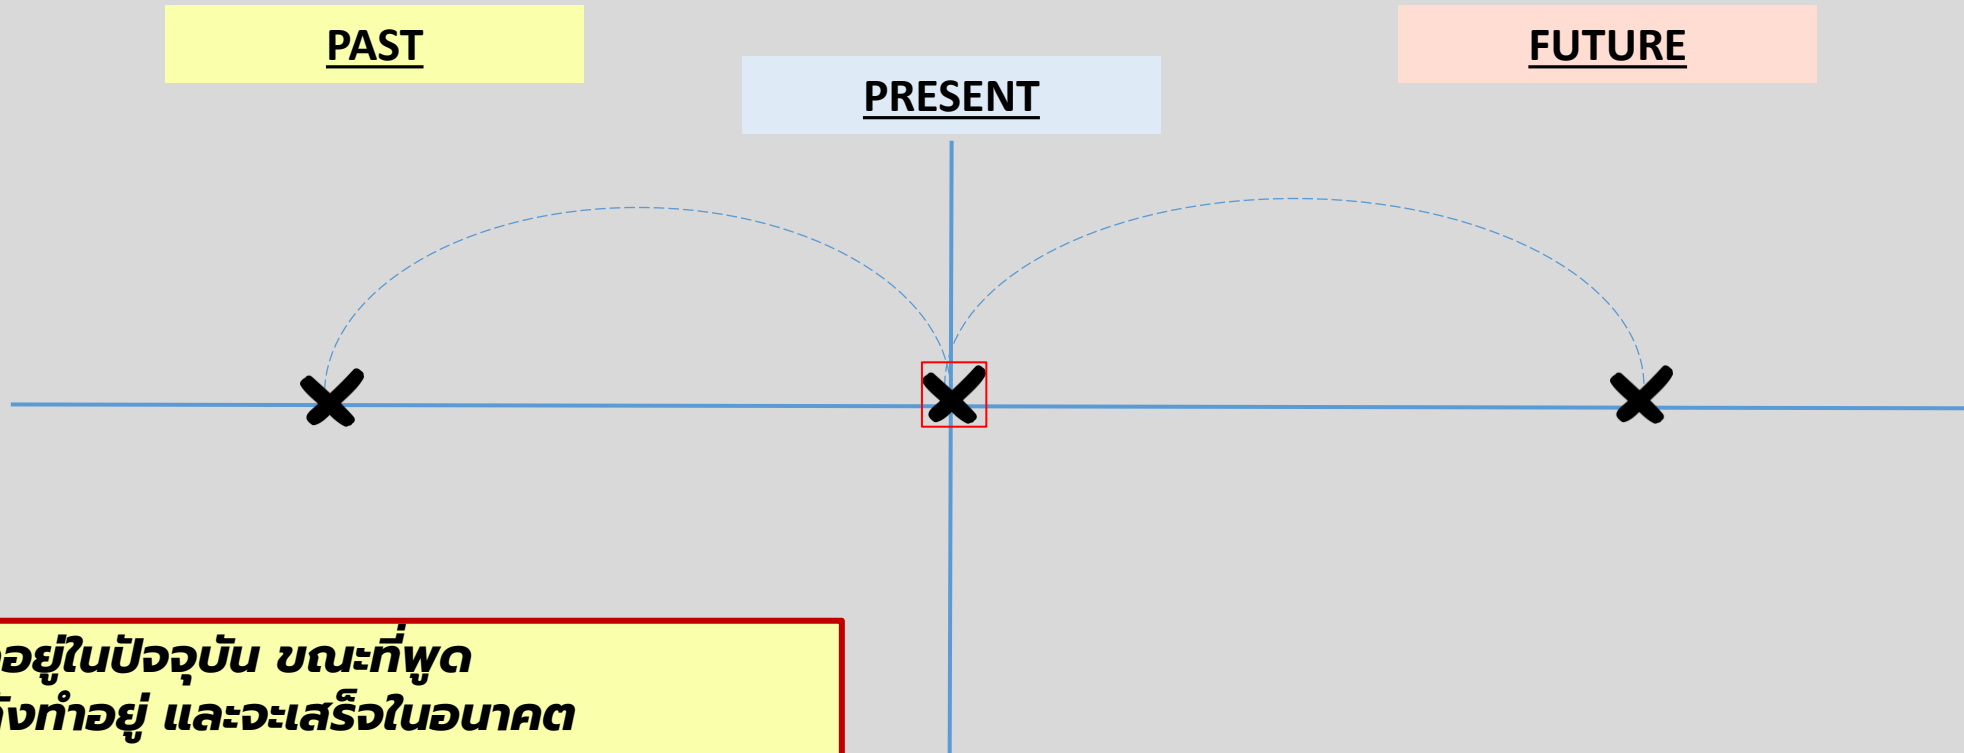 PAST
FUTURE
PRESENT
อยู่ในปัจจุบัน ขณะที่พูด
ทำอยู่ และจะเสร็จในอนาคต